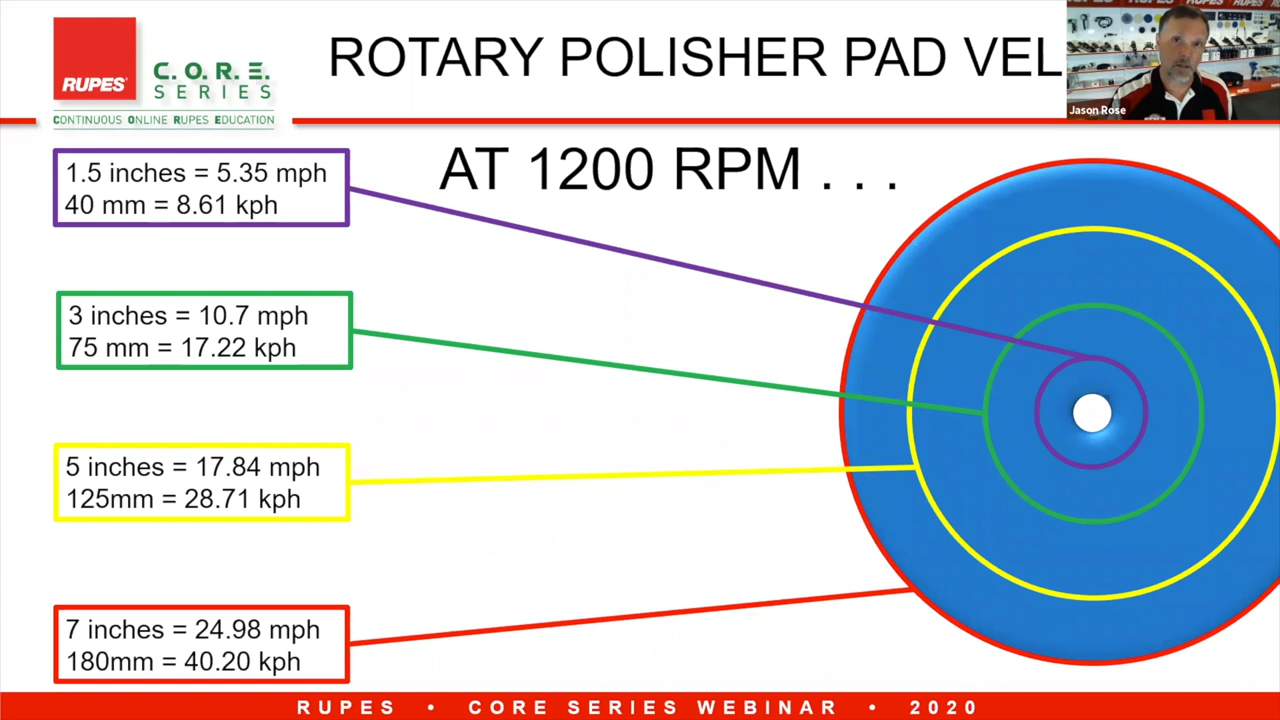 ROTARY POLISHER PAD VEL
RUPES
C.O.R.E.
SERIES
CONTINUOUS ONLINE RUPES EDUCATION
RUPES
Jason Rose
AT 1200 RPM . . .
1.5 inches = 5.35 mph
40 mm = 8.61 kph
3 inches = 10.7 mph
75 mm = 17.22 kph
5 inches = 17.84 mph
125mm = 28.71 kph
7 inches = 24.98 mph
180mm = 40.20 kph
RUPES • CORE SERIES WEBINAR • 2020